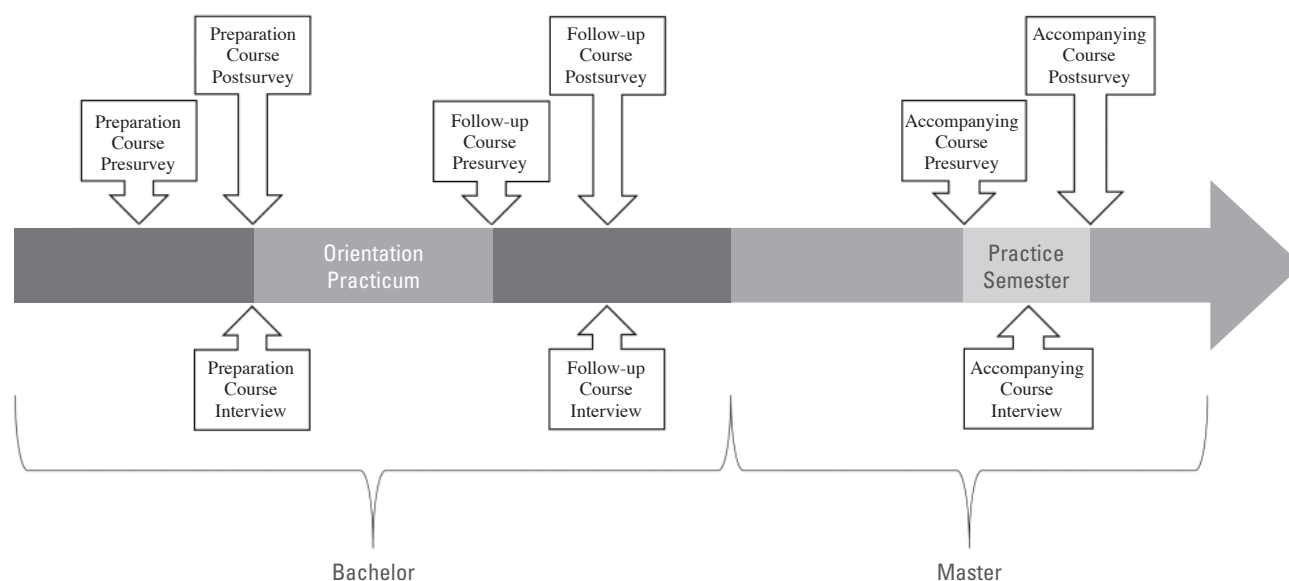 Preparation
Course
Postsurvey
Follow-up
Course
Postsurvey
Accompanying
Course
Postsurvey
Preparation
Course
Presurvey
Follow-up
Course
Presurvey
Accompanying
Course
Presurvey
Orientation
Practicum
Practice
Semester
Preparation
Course
Interview
Follow-up
Course
Interview
Accompanying
Course
Interview
Bachelor
Master